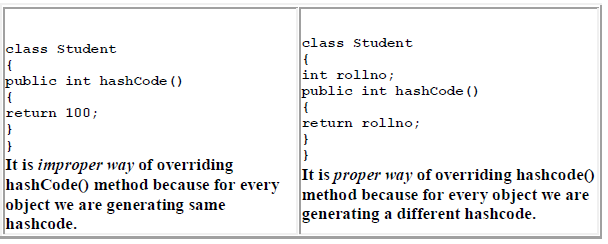 class Student
{
public int hashCode()
{
return 100;
}
}
It is improper way of overriding
hashCode() method because for every
object we are generating same
hashcode.
class Student
{
int rollno;
public int hashCode()
{
return rollno;
}
}
It is proper way of overriding hashcode()
method because for every object we are
generating a different hashcode.